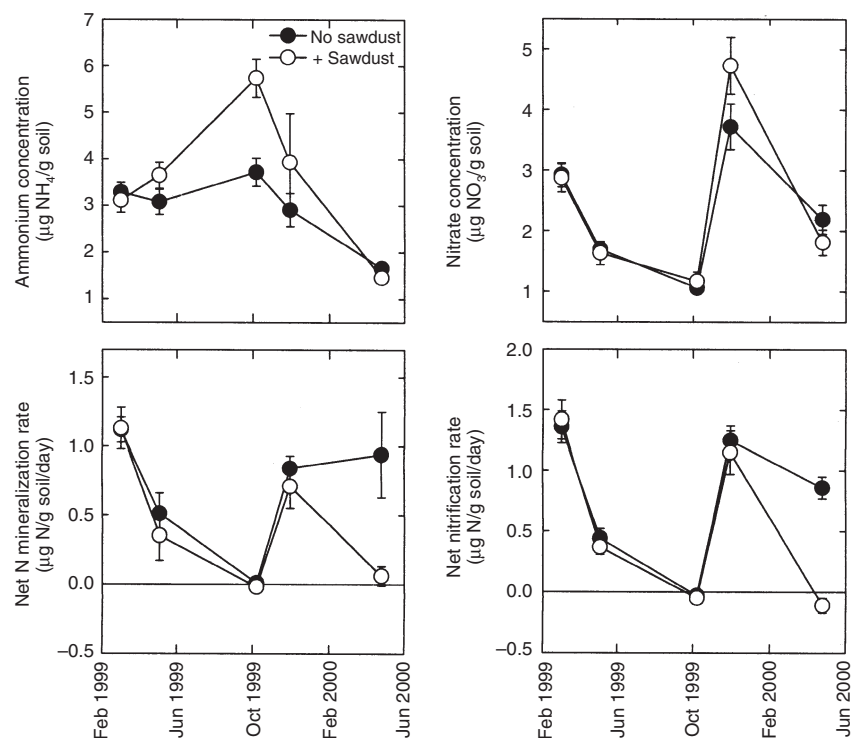 7
6
5
4
3
2
1
Ammonium concentration
(µg NH₄/g soil)
No sawdust
+ Sawdust
5
4
3
2
1
Nitrate concentration
(µg NO₃/g soil)
1.5
1.0
0.5
0.0
–0.5
Net N mineralization rate
(µg N/g soil/day)
Feb 1999
Jun 1999
Oct 1999
Feb 2000
Jun 2000
2.0
1.5
1.0
0.5
0.0
–0.5
Net nitrification rate
(µg N/g soil/day)
Feb 1999
Jun 1999
Oct 1999
Feb 2000
Jun 2000